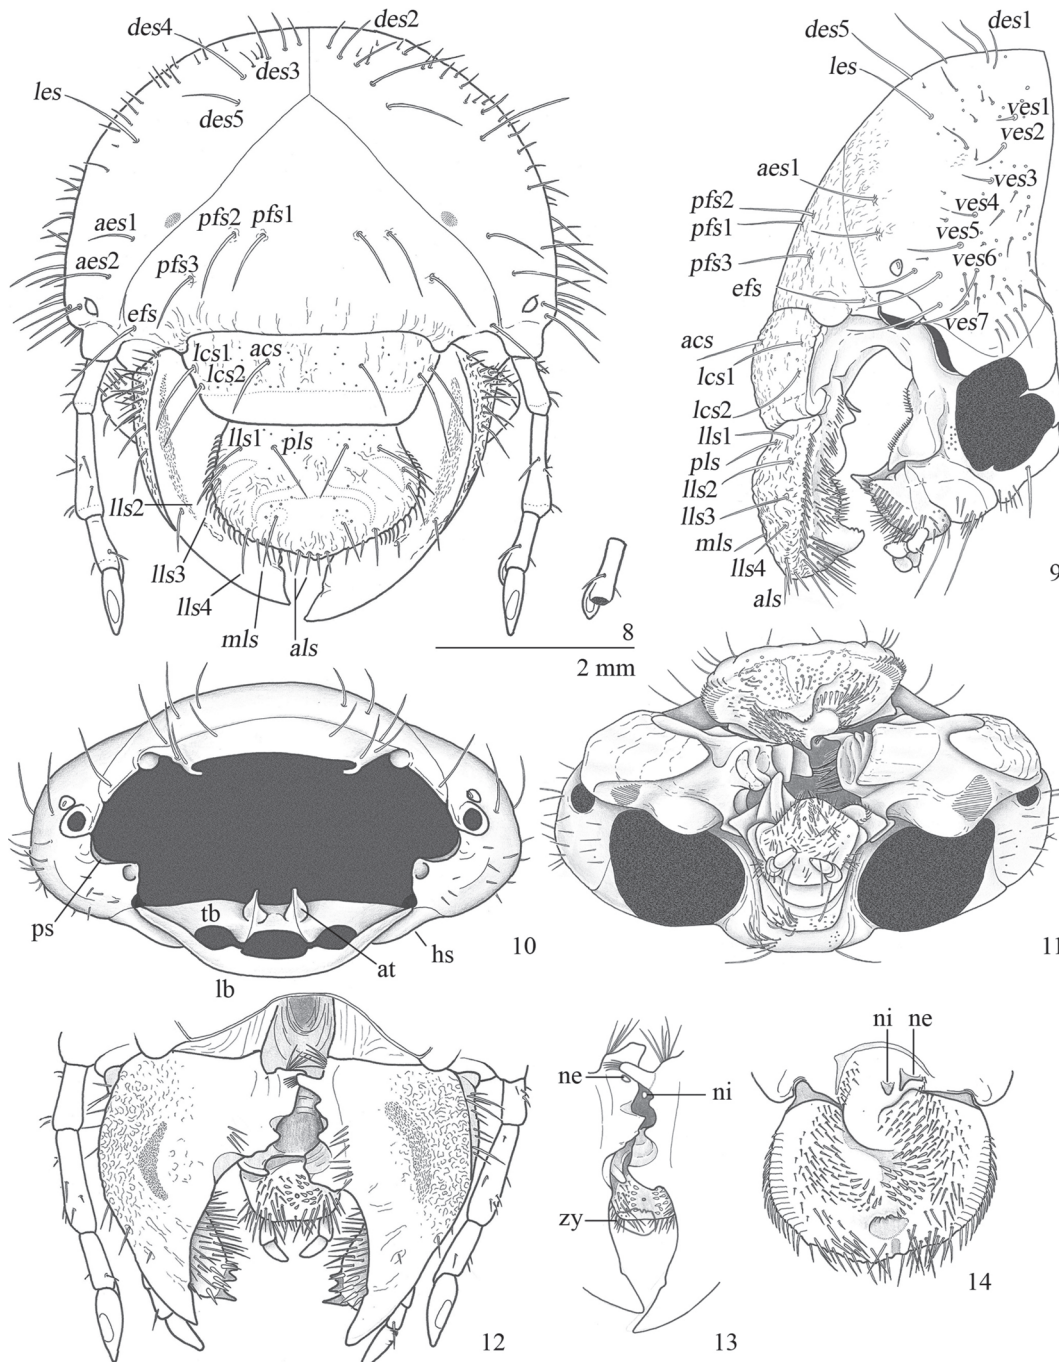 des4
des2
des3
les
des5
aes1
pfs2
pfs1
aes2
pfs3
efs
lcs1
acs
lcs2
lls1
pls
lls2
lls3
lls4
mls
als
8
2 mm
des5
des1
les
ves1
ves2
aes1
ves3
pfs2
ves4
pfs1
ves5
pfs3
ves6
efs
ves7
acs
lcs1
lcs2
lls1
pls
lls2
lls3
mls
lls4
als
9
ps
tb
at
hs
lb
10
11
12
ne
ni
zy
13
ni
ne
14